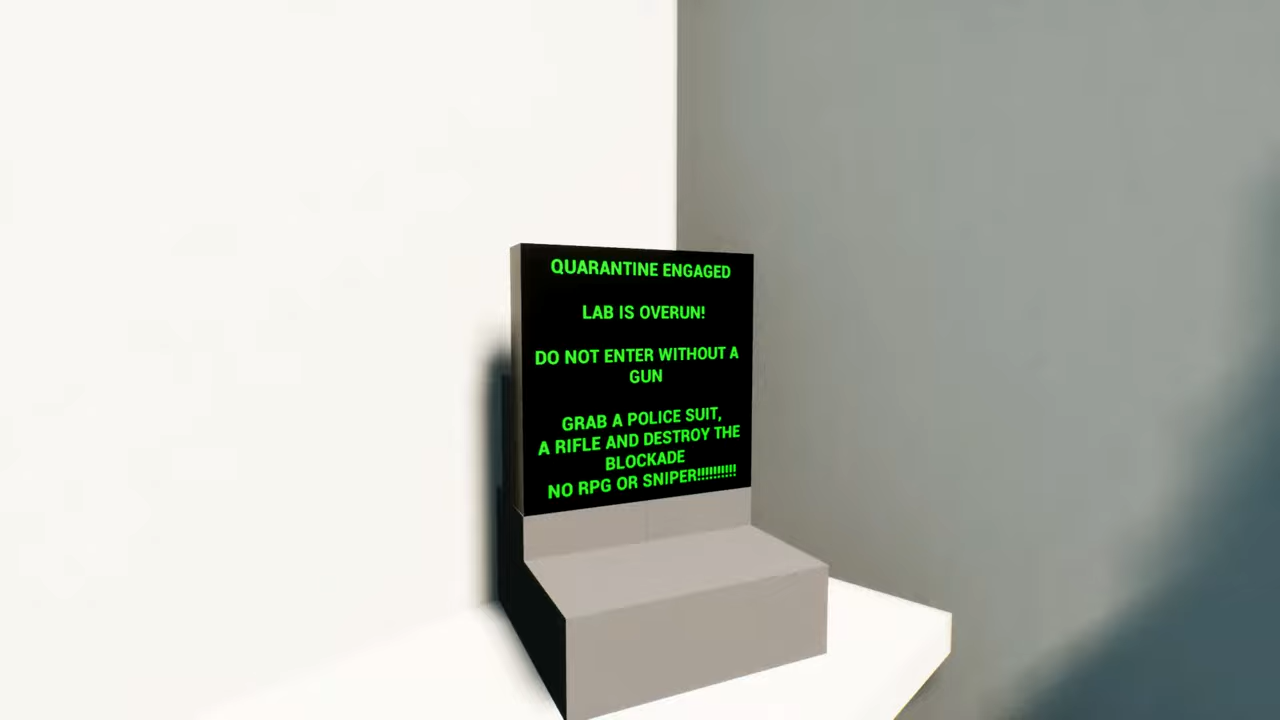 QUARANTINE ENGAGED
LAB IS OVERUN!
DO NOT ENTER WITHOUT A
GUN
GRAB A POLICE SUIT,
A RIFLE AND DESTROY THE
BLOCKADE
NO RPG OR SNIPER!!!!!!!!!!